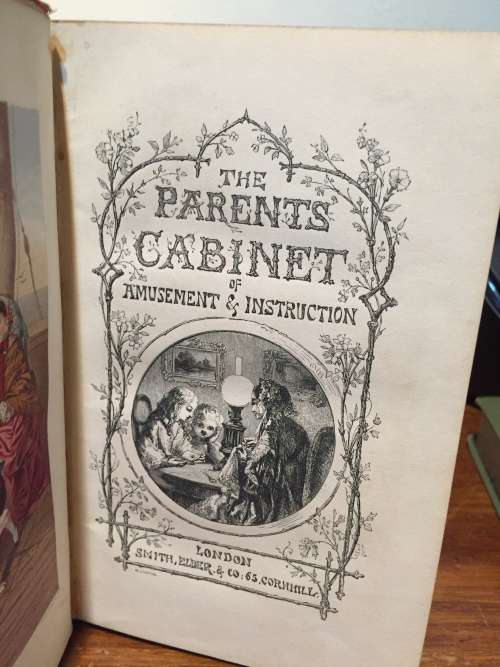 THE
PARENTS'
CABINET
OF
AMUSEMENT & INSTRUCTION
LONDON
SMITH, ELDER & CO: 65, CORNHILL.